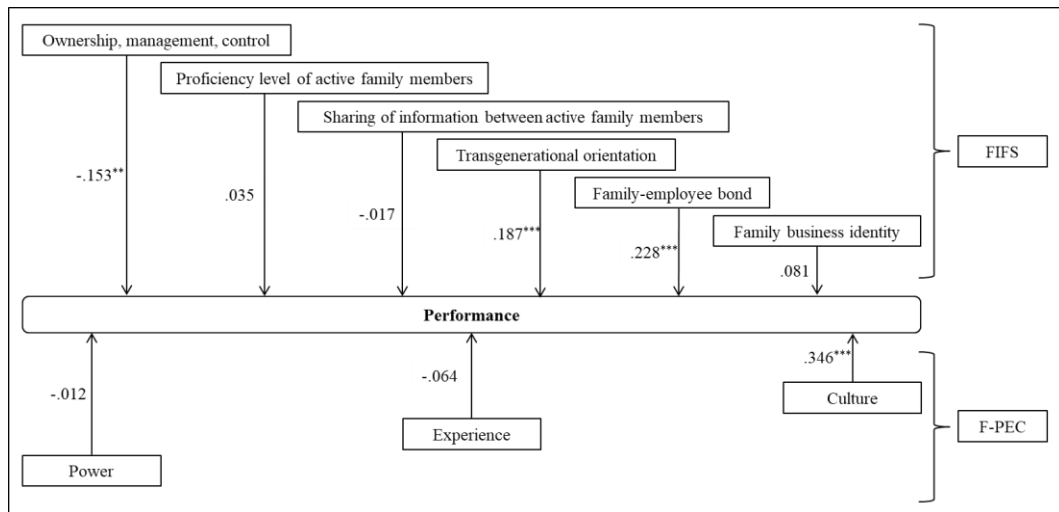 Ownership, management, control
Proficiency level of active family members
Sharing of information between active family members
Transgenerational orientation
FIFS
Family-employee bond
Family business identity
-.153**
.035
-.017
.187***
.228***
.081
Performance
-.012
-.064
.346***
Culture
Experience
F-PEC
Power